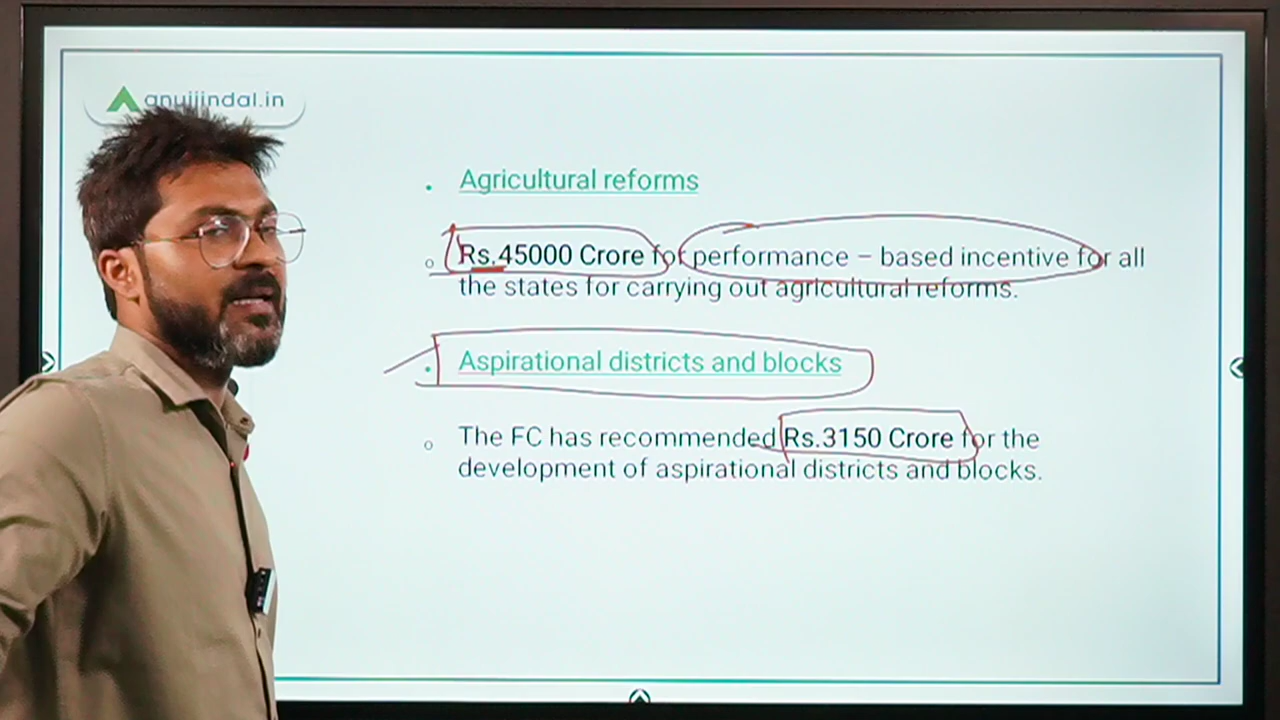 anujjindal.in
. Agricultural reforms
o Rs.45000 Crore for performance – based incentive for all
the states for carrying out agricultural reforms.
. Aspirational districts and blocks
o The FC has recommended Rs.3150 Crore for the
development of aspirational districts and blocks.